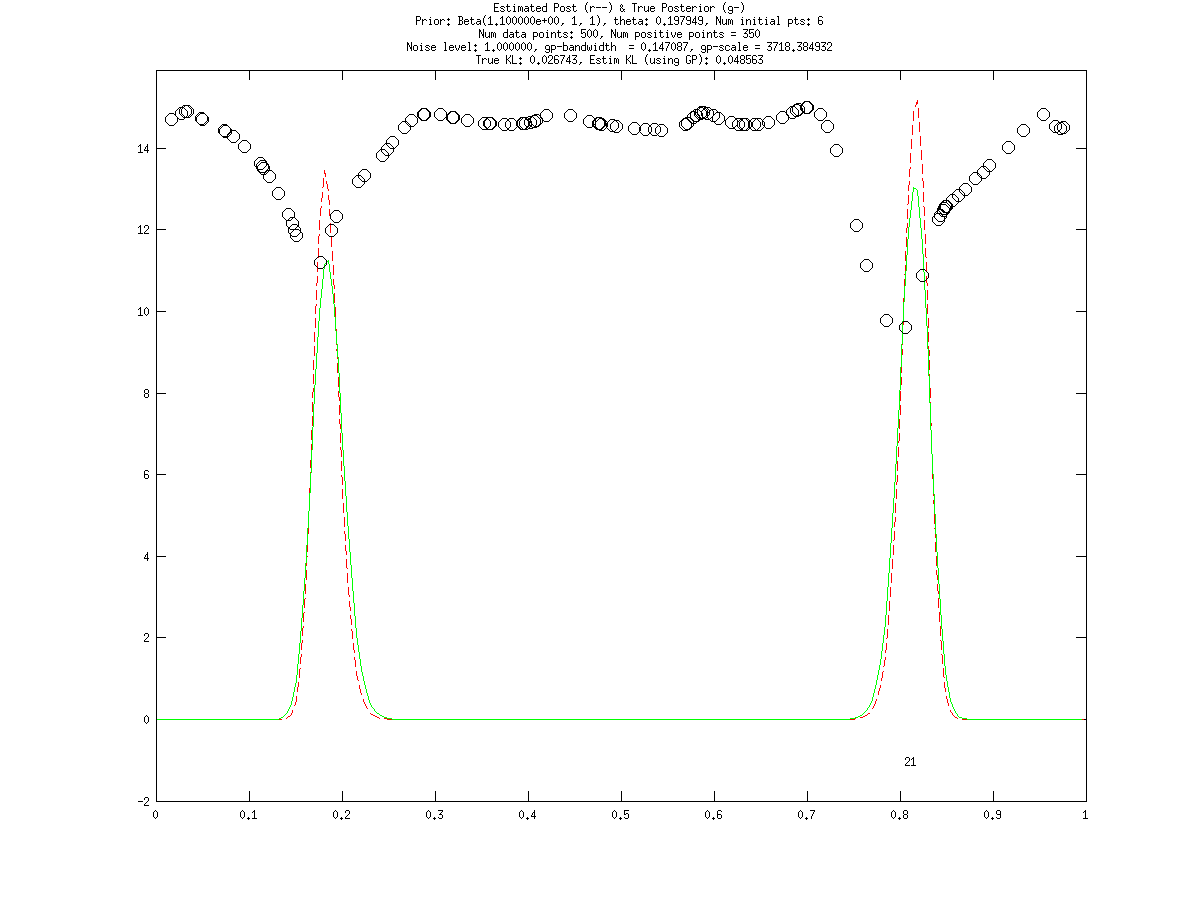 Estimated Post (r--) & True Posterior (g-)
Prior: Beta(1.100000e+00, 1, 1), theta: 0.197949, Num initial pts: 6
Num data points: 500, Num positive points = 350
Noise level: 1.000000, gp-bandwidth  = 0.147087, gp-scale = 3718.384932
True KL: 0.026743, Estim KL (using GP): 0.048563
14
12
10
8
6
4
2
0
21
-2
0 0.1 0.2 0.3 0.4 0.5 0.6 0.7 0.8 0.9 1